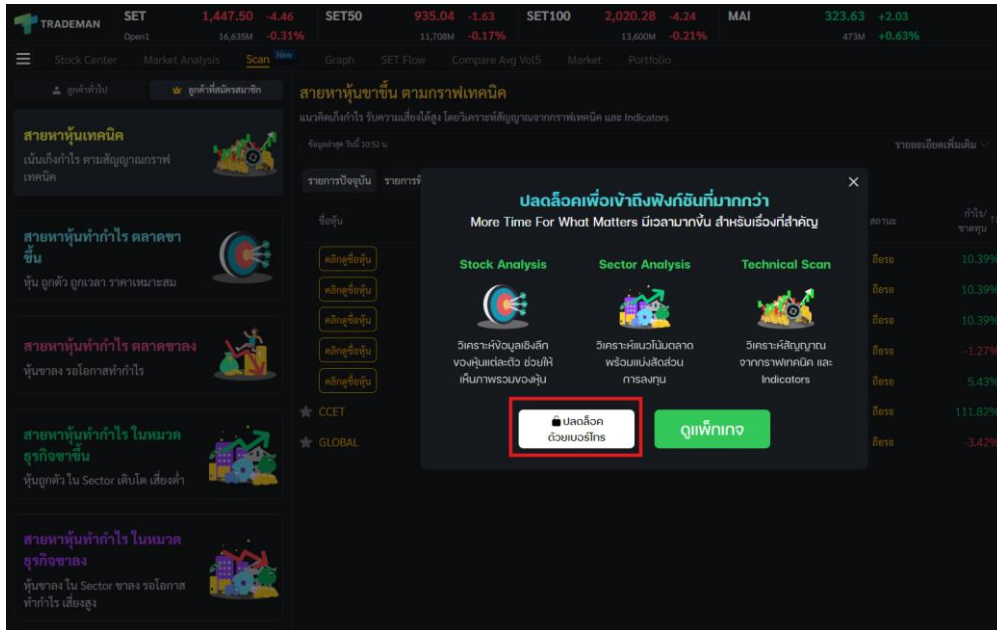 TRADEMAN
SET 1,447.50 -4.46
Open1 16,635M -0.31%
SET50 935.04 -1.63
11,708M -0.17%
SET100 2,020.28 -4.24
13,600M -0.21%
MAI 323.63 +2.03
473M +0.63%
Stock Center Market Analysis Scan New Graph SET Flow Compare Avg Vol5 Market Portfolio
ลูกค้าทั่วไป ลูกค้าที่สมัครสมาชิก
สายหาหุ้นเทคนิค
เน้นเก็งกำไร ตามสัญญาณกราฟ
เทคนิค
สายหาหุ้นทำกำไร ตลาดขา
ขึ้น
หุ้น ถูกตัว ถูกเวลา ราคาเหมาะสม
สายหาหุ้นทำกำไร ตลาดขาลง
หุ้นขาลง รอโอกาสทำกำไร
สายหาหุ้นทำกำไร ในหมวด
ธุรกิจขาขึ้น
หุ้นถูกตัว ใน Sector เติบโต เสี่ยงต่ำ
สายหาหุ้นทำกำไร ในหมวด
ธุรกิจขาลง
หุ้นขาลง ใน Sector ขาลง รอโอกาส
ทำกำไร เสี่ยงสูง
สายหาหุ้นขาขึ้น ตามกราฟเทคนิค
แนวคิดเก็งกำไร รับความเสี่ยงได้สูง โดยวิเคราะห์สัญญาณจากกราฟเทคนิค และ Indicators
ข้อมูลล่าสุด วันนี้ 10:52 น.
รายละเอียดเพิ่มเติม
รายการปัจจุบัน
ชื่อหุ้น สถานะ กำไร/
ขาดทุน
คลิกดูชื่อหุ้น ถือรอ 10.39%
คลิกดูชื่อหุ้น ถือรอ 10.39%
คลิกดูชื่อหุ้น ถือรอ 10.39%
คลิกดูชื่อหุ้น ถือรอ -1.27%
คลิกดูชื่อหุ้น ถือรอ 5.43%
CCET ถือรอ 111.82%
GLOBAL ถือรอ -3.42%
ปลดล็อคเพื่อเข้าถึงฟังก์ชันที่มากกว่า
More Time For What Matters มีเวลามากขึ้น สำหรับเรื่องที่สำคัญ
Stock Analysis
วิเคราะห์ข้อมูลเชิงลึก
ของหุ้นแต่ละตัว ช่วยให้
เห็นภาพรวมของหุ้น
Sector Analysis
วิเคราะห์แนวโน้มตลาด
พร้อมแบ่งสัดส่วน
การลงทุน
Technical Scan
วิเคราะห์สัญญาณ
จากกราฟเทคนิค และ
Indicators
ปลดล็อค
ด้วยเบอร์โทร
ดูแพ็กเกจ